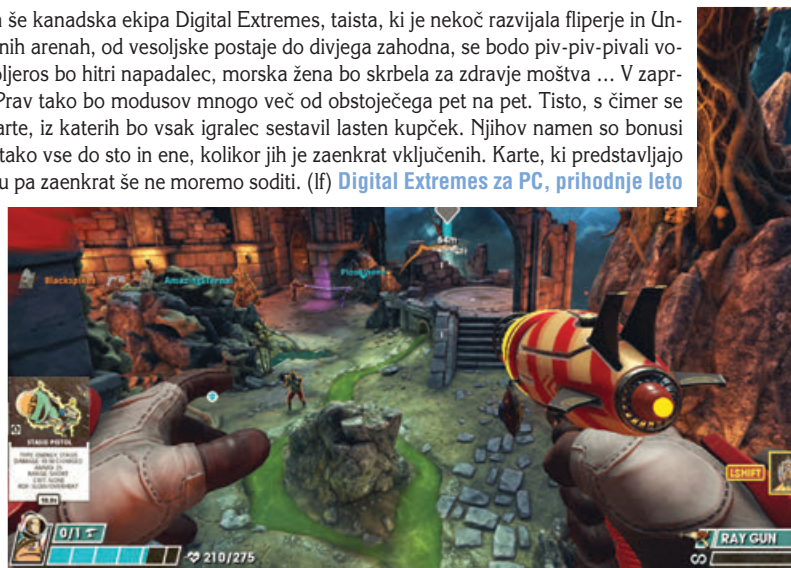 še kanadska ekipa Digital Extremes, taista, ki je nekoč razvijala fliperje in Un-
nih arenah, od vesoljske postaje do divjega zahodna, se bodo piv-piv-pivali vo-
ljeros bo hitri napadalec, morska žena bo skrbela za zdravje moštva ... V zapr-
Prav tako bo modusov mnogo več od obstoječega pet na pet. Tisto, s čimer se
arte, iz katerih bo vsak igralec sestavil lasten kupček. Njihov namen so bonusi
tako vse do sto in ene, kolikor jih je zaenkrat vključenih. Karte, ki predstavljajo
u pa zaenkrat še ne moremo soditi. (lf) Digital Extremes za PC, prihodnje leto
STASIS PISTOL
0/1
210/275
LSHIFT
RAY GUN